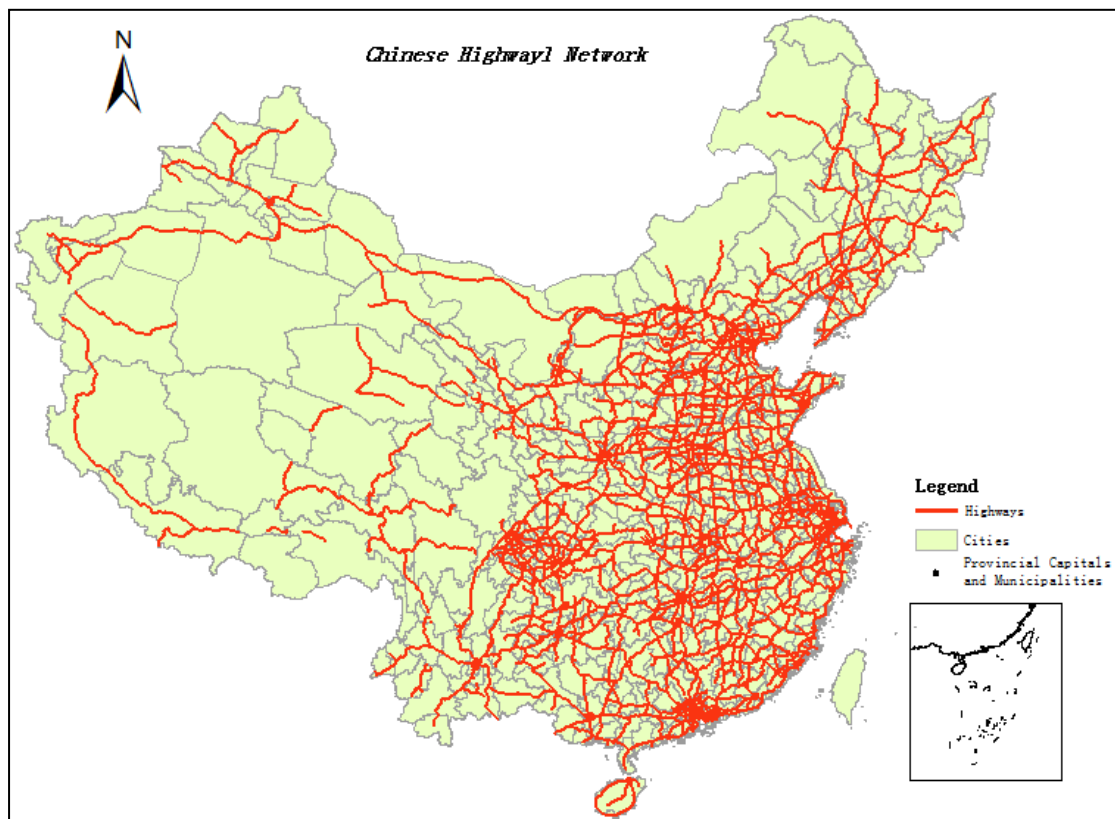 N
Chinese Highwayl Network
Legend
Highways
Cities
Provincial Capitals
and Municipalities